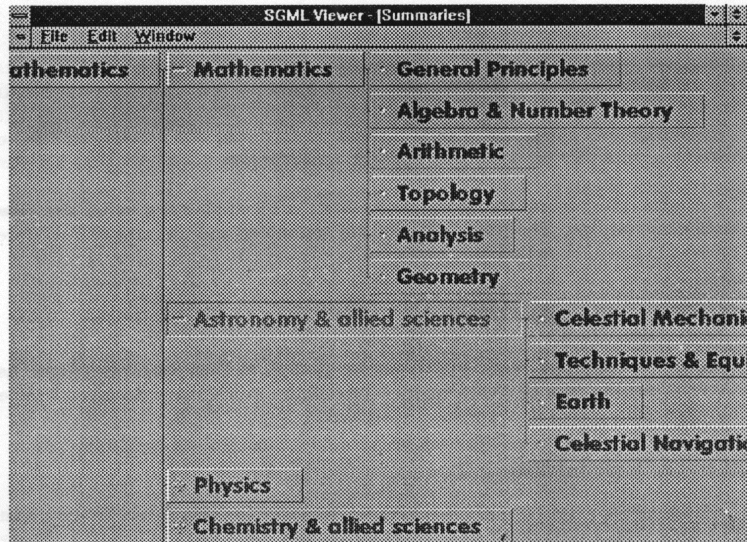 SGML Viewer - [Summaries]
File Edit Window
athematics Mathematics General Principles
Algebra & Number Theory
Arithmetic
Topology
Analysis
Geometry
Astronomy & allied sciences Celestial Mechani
Techniques & Equ
Earth
Celestial Navigatio
Physics
Chemistry & allied sciences